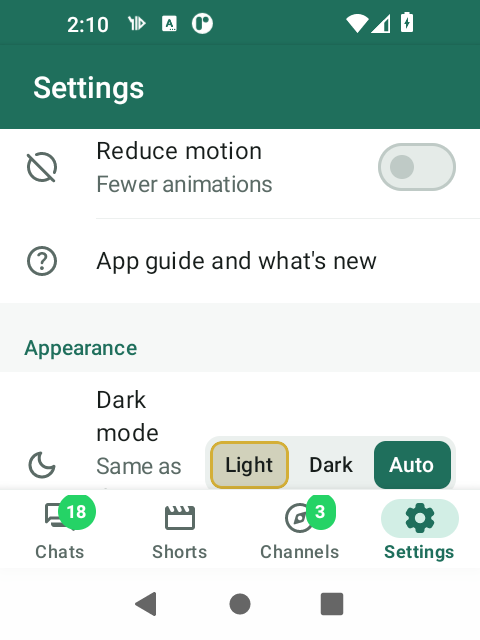 2:10
Settings
Reduce motion
Fewer animations
App guide and what's new
Appearance
Dark
mode
Same as
Light Dark Auto
18
3
Chats Shorts Channels Settings